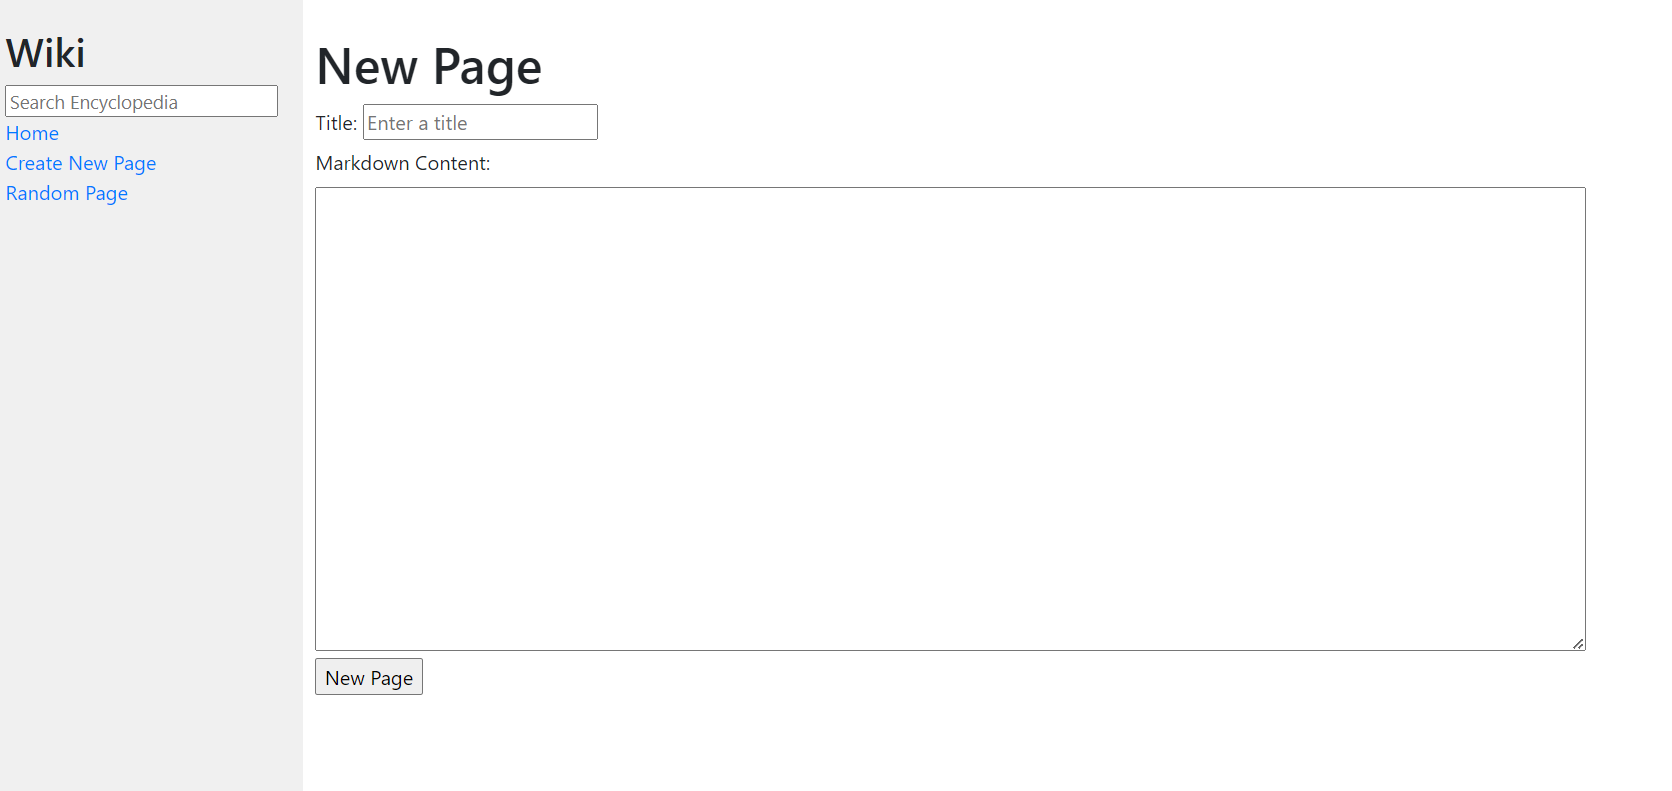 Wiki
Search Encyclopedia
Home
Create New Page
Random Page
New Page
Title: Enter a title
Markdown Content:
New Page